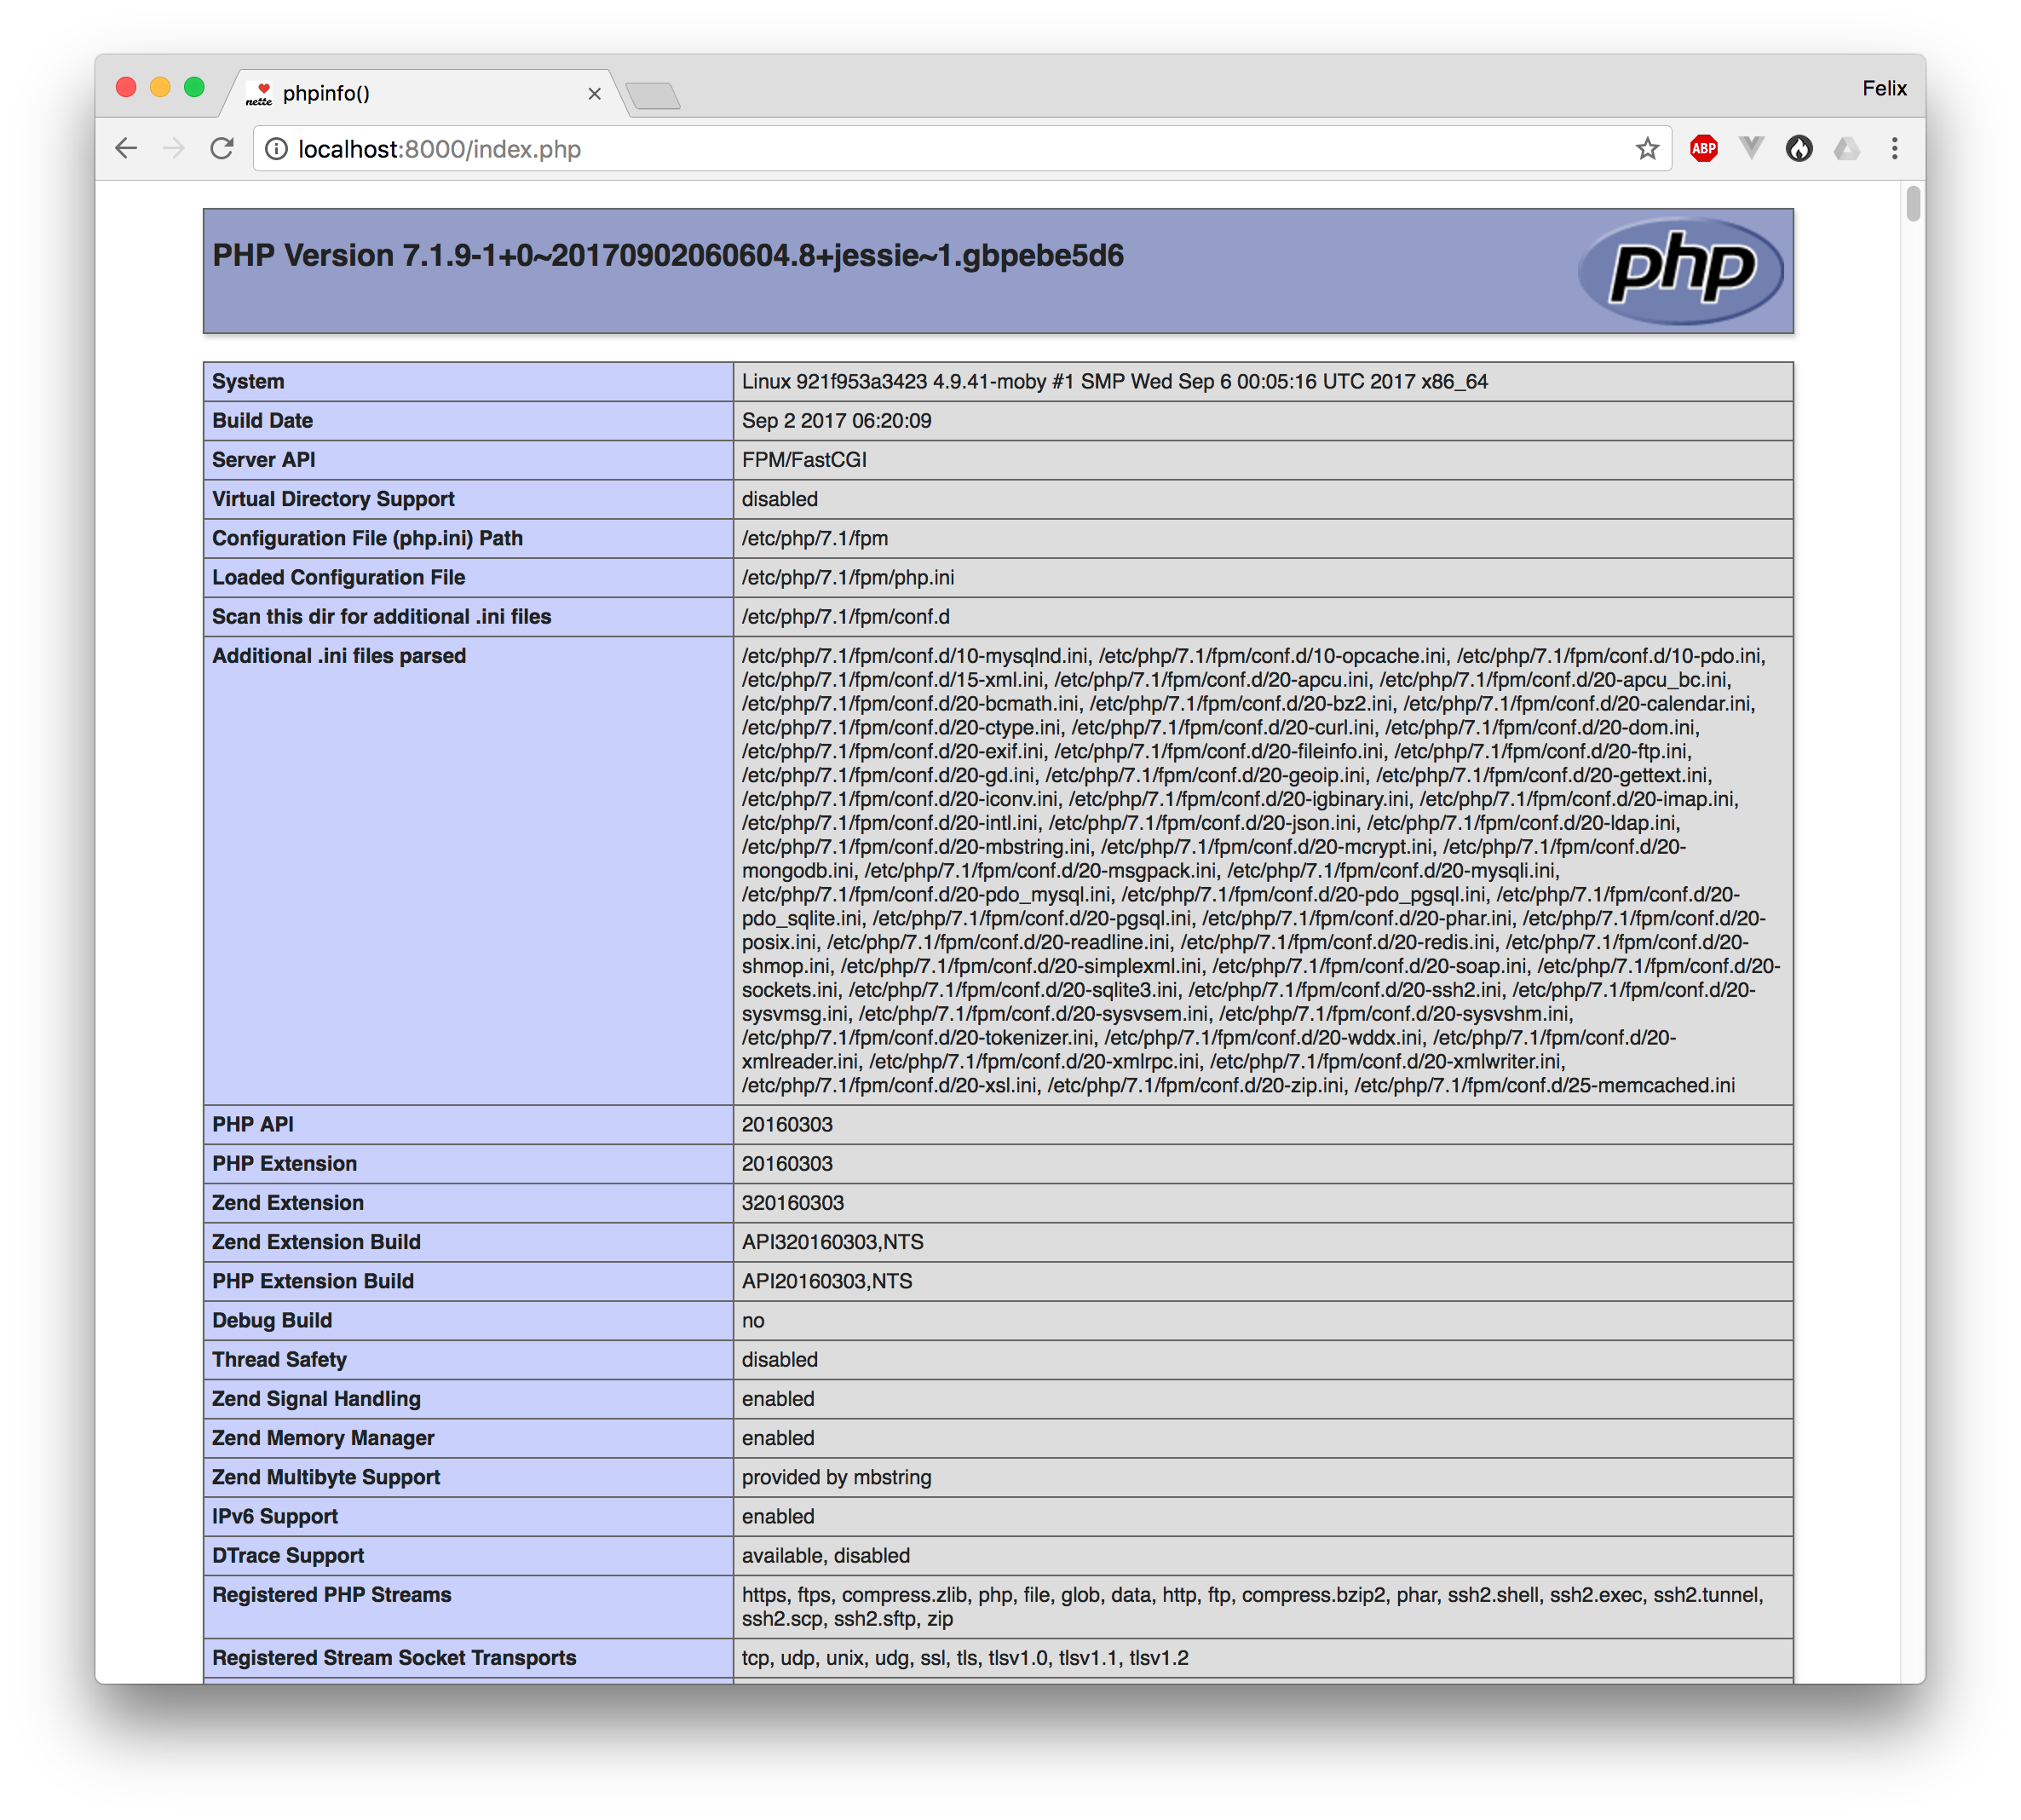 nette phpinfo()
Felix
localhost:8000/index.php
ABP
PHP Version 7.1.9-1+0~20170902060604.8+jessie~1.gbpebe5d6
php
System Linux 921f953a3423 4.9.41-moby #1 SMP Wed Sep 6 00:05:16 UTC 2017 x86_64
Build Date Sep 2 2017 06:20:09
Server API FPM/FastCGI
Virtual Directory Support disabled
Configuration File (php.ini) Path /etc/php/7.1/fpm
Loaded Configuration File /etc/php/7.1/fpm/php.ini
Scan this dir for additional .ini files /etc/php/7.1/fpm/conf.d
Additional .ini files parsed /etc/php/7.1/fpm/conf.d/10-mysqlnd.ini, /etc/php/7.1/fpm/conf.d/10-opcache.ini, /etc/php/7.1/fpm/conf.d/10-pdo.ini,
/etc/php/7.1/fpm/conf.d/15-xml.ini, /etc/php/7.1/fpm/conf.d/20-apcu.ini, /etc/php/7.1/fpm/conf.d/20-apcu_bc.ini,
/etc/php/7.1/fpm/conf.d/20-bcmath.ini, /etc/php/7.1/fpm/conf.d/20-bz2.ini, /etc/php/7.1/fpm/conf.d/20-calendar.ini,
/etc/php/7.1/fpm/conf.d/20-ctype.ini, /etc/php/7.1/fpm/conf.d/20-curl.ini, /etc/php/7.1/fpm/conf.d/20-dom.ini,
/etc/php/7.1/fpm/conf.d/20-exif.ini, /etc/php/7.1/fpm/conf.d/20-fileinfo.ini, /etc/php/7.1/fpm/conf.d/20-ftp.ini,
/etc/php/7.1/fpm/conf.d/20-gd.ini, /etc/php/7.1/fpm/conf.d/20-geoip.ini, /etc/php/7.1/fpm/conf.d/20-gettext.ini,
/etc/php/7.1/fpm/conf.d/20-iconv.ini, /etc/php/7.1/fpm/conf.d/20-igbinary.ini, /etc/php/7.1/fpm/conf.d/20-imap.ini,
/etc/php/7.1/fpm/conf.d/20-intl.ini, /etc/php/7.1/fpm/conf.d/20-json.ini, /etc/php/7.1/fpm/conf.d/20-ldap.ini,
/etc/php/7.1/fpm/conf.d/20-mbstring.ini, /etc/php/7.1/fpm/conf.d/20-mcrypt.ini, /etc/php/7.1/fpm/conf.d/20-
mongodb.ini, /etc/php/7.1/fpm/conf.d/20-msgpack.ini, /etc/php/7.1/fpm/conf.d/20-mysqli.ini,
/etc/php/7.1/fpm/conf.d/20-pdo_mysql.ini, /etc/php/7.1/fpm/conf.d/20-pdo_pgsql.ini, /etc/php/7.1/fpm/conf.d/20-
pdo_sqlite.ini, /etc/php/7.1/fpm/conf.d/20-pgsql.ini, /etc/php/7.1/fpm/conf.d/20-phar.ini, /etc/php/7.1/fpm/conf.d/20-
posix.ini, /etc/php/7.1/fpm/conf.d/20-readline.ini, /etc/php/7.1/fpm/conf.d/20-redis.ini, /etc/php/7.1/fpm/conf.d/20-
shmop.ini, /etc/php/7.1/fpm/conf.d/20-simplexml.ini, /etc/php/7.1/fpm/conf.d/20-soap.ini, /etc/php/7.1/fpm/conf.d/20-
sockets.ini, /etc/php/7.1/fpm/conf.d/20-sqlite3.ini, /etc/php/7.1/fpm/conf.d/20-ssh2.ini, /etc/php/7.1/fpm/conf.d/20-
sysvmsg.ini, /etc/php/7.1/fpm/conf.d/20-sysvsem.ini, /etc/php/7.1/fpm/conf.d/20-sysvshm.ini,
/etc/php/7.1/fpm/conf.d/20-tokenizer.ini, /etc/php/7.1/fpm/conf.d/20-wddx.ini, /etc/php/7.1/fpm/conf.d/20-
xmlreader.ini, /etc/php/7.1/fpm/conf.d/20-xmlrpc.ini, /etc/php/7.1/fpm/conf.d/20-xmlwriter.ini,
/etc/php/7.1/fpm/conf.d/20-xsl.ini, /etc/php/7.1/fpm/conf.d/20-zip.ini, /etc/php/7.1/fpm/conf.d/25-memcached.ini
PHP API 20160303
PHP Extension 20160303
Zend Extension 320160303
Zend Extension Build API320160303,NTS
PHP Extension Build API20160303,NTS
Debug Build no
Thread Safety disabled
Zend Signal Handling enabled
Zend Memory Manager enabled
Zend Multibyte Support provided by mbstring
IPv6 Support enabled
DTrace Support available, disabled
Registered PHP Streams https, ftps, compress.zlib, php, file, glob, data, http, ftp, compress.bzip2, phar, ssh2.shell, ssh2.exec, ssh2.tunnel,
ssh2.scp, ssh2.sftp, zip
Registered Stream Socket Transports tcp, udp, unix, udg, ssl, tls, tlsv1.0, tlsv1.1, tlsv1.2